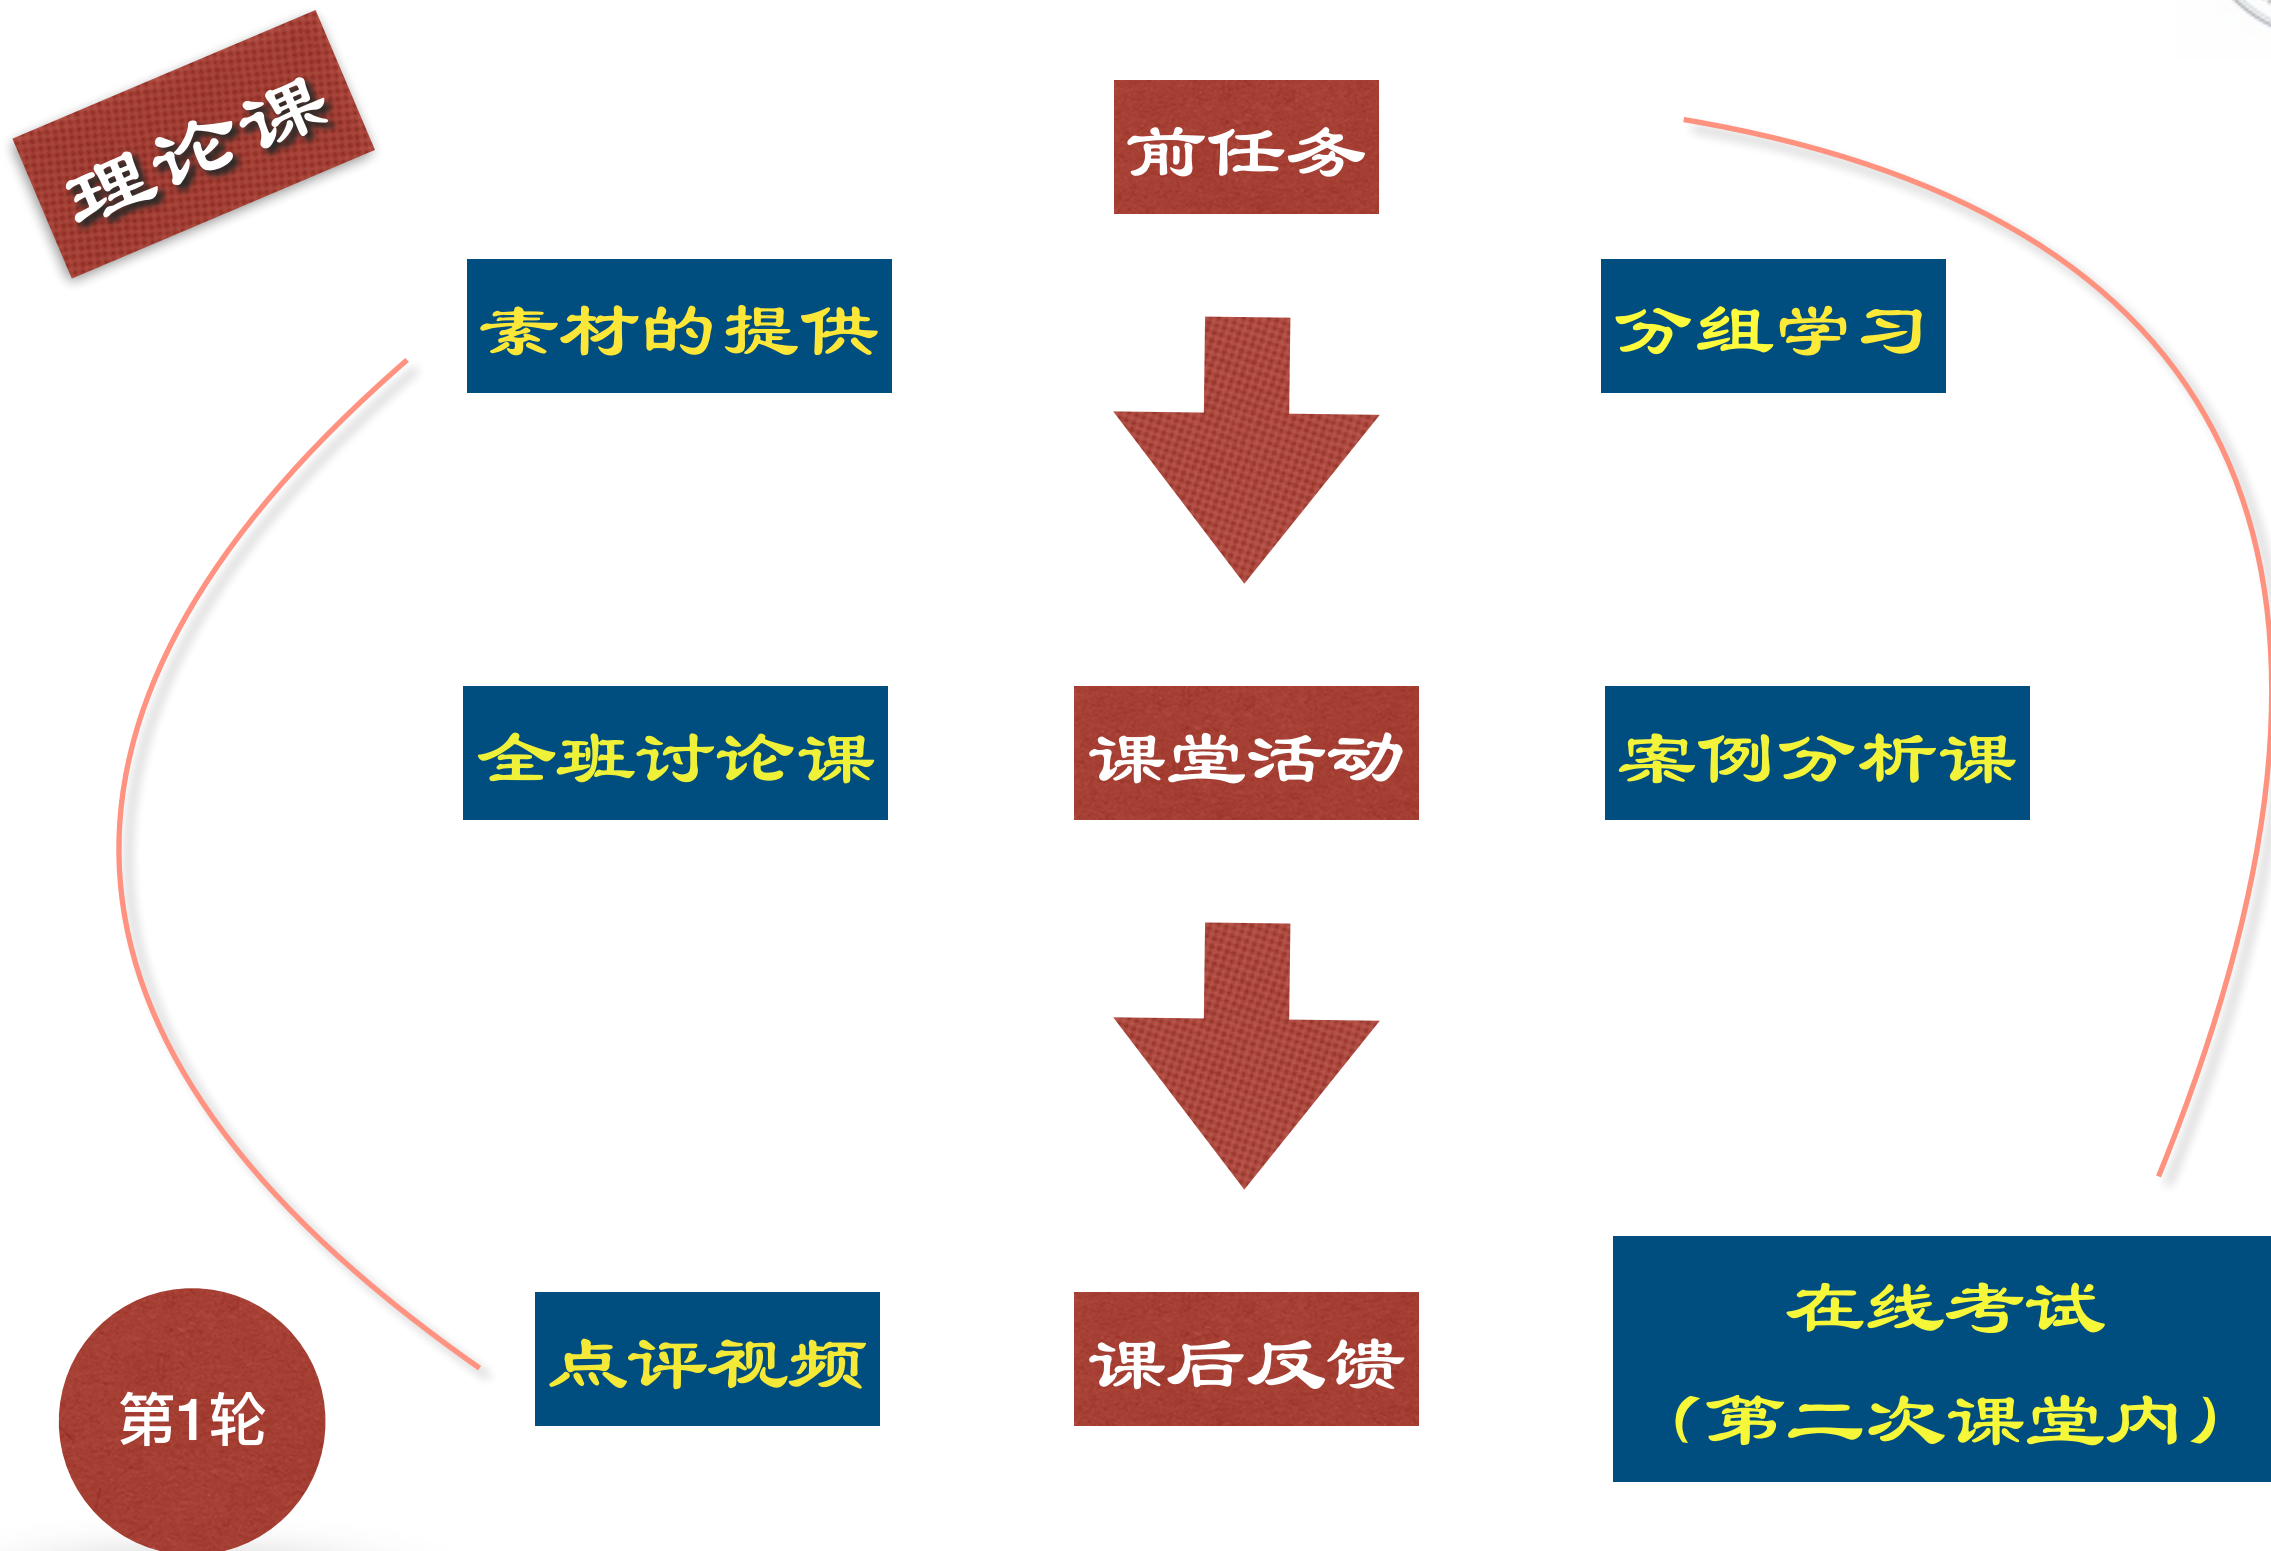 理论课
前任务
素材的提供
分组学习
全班讨论课
课堂活动
案例分析课
点评视频
课后反馈
在线考试
（第二次课堂内）
第1轮